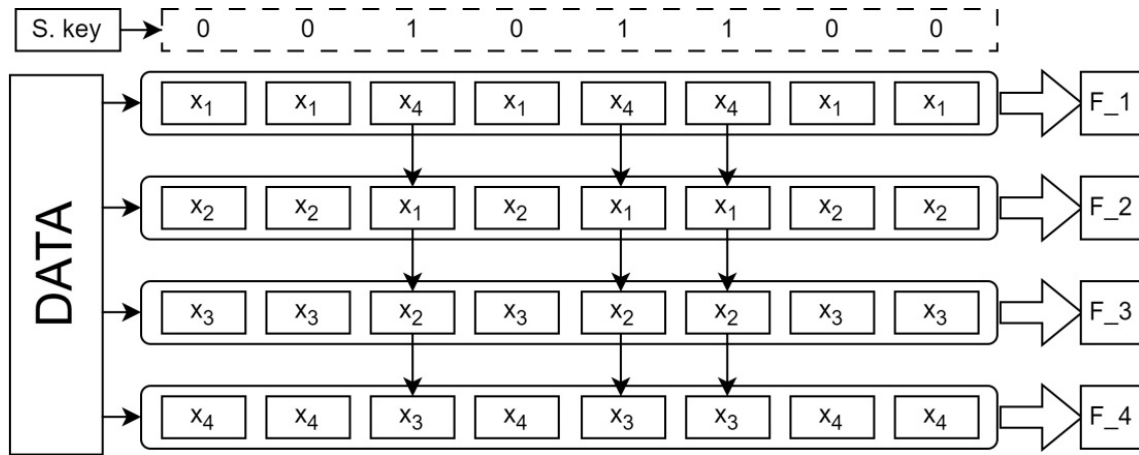 S. key 0 0 1 0 1 1 0 0
x₁ x₁ x₄ x₁ x₄ x₄ x₁ x₁ F_1
x₂ x₂ x₁ x₂ x₁ x₁ x₂ x₂ F_2
DATA
x₃ x₃ x₂ x₃ x₂ x₂ x₃ x₃ F_3
x₄ x₄ x₃ x₄ x₃ x₃ x₄ x₄ F_4